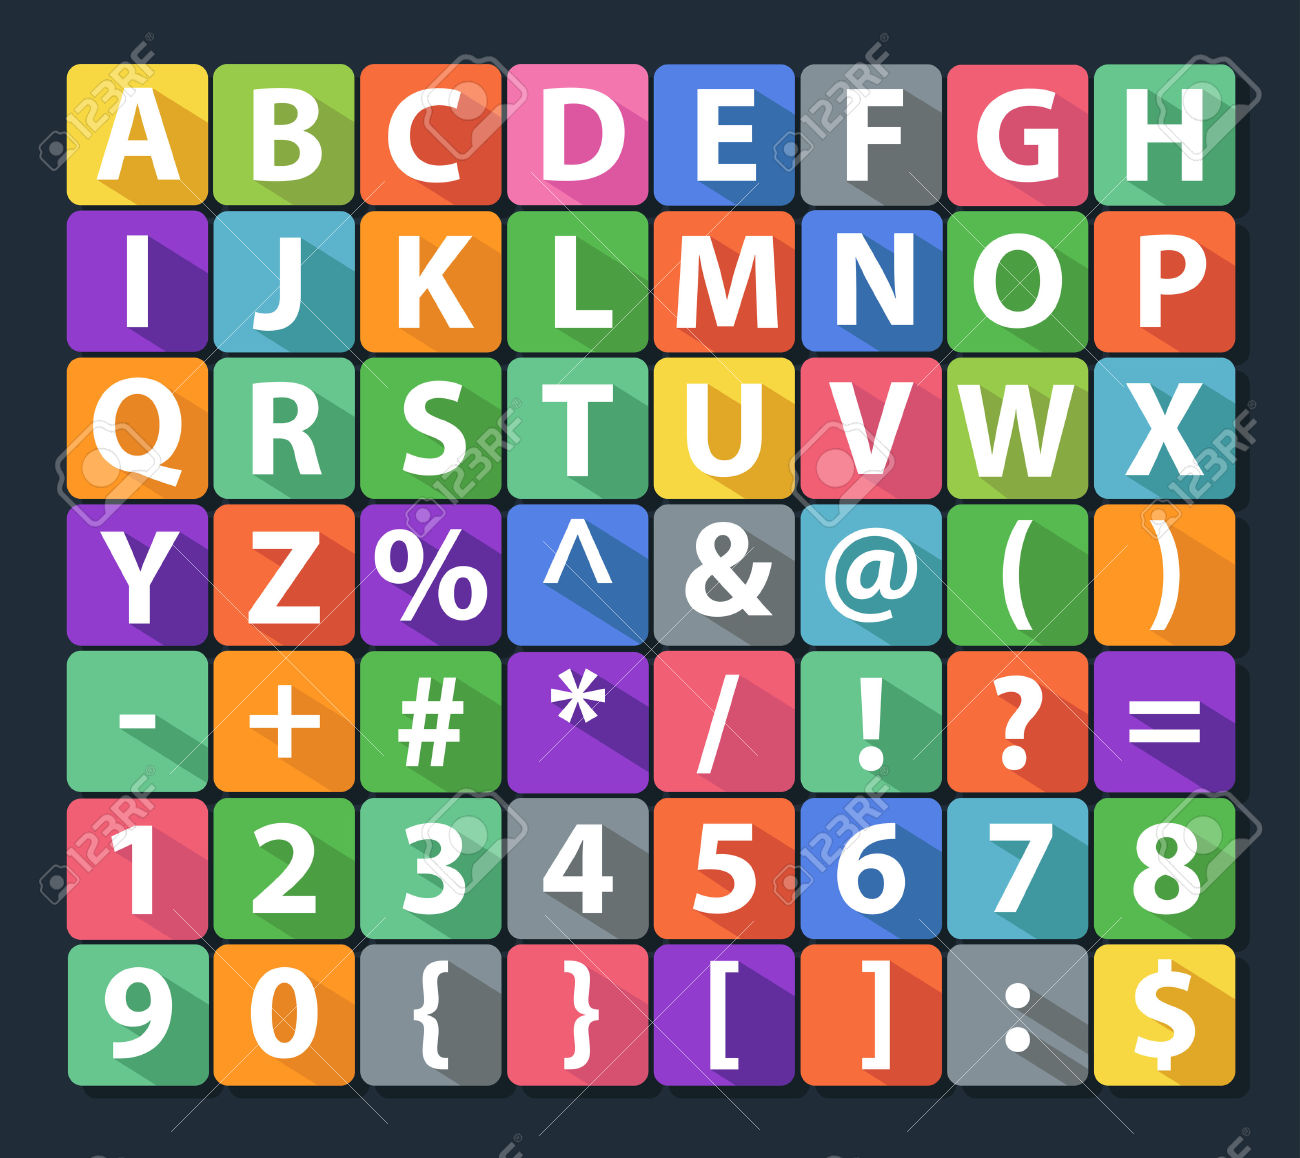 A B C D E F G H
I J K L M N O P
Q R S T U V W X
Y Z % ^ & @ ( )
- + # * / ! ? =
1 2 3 4 5 6 7 8
9 0 { } [ ] : $
123RF
123RF
123RF
123RF
123RF
123RF
123RF
123RF